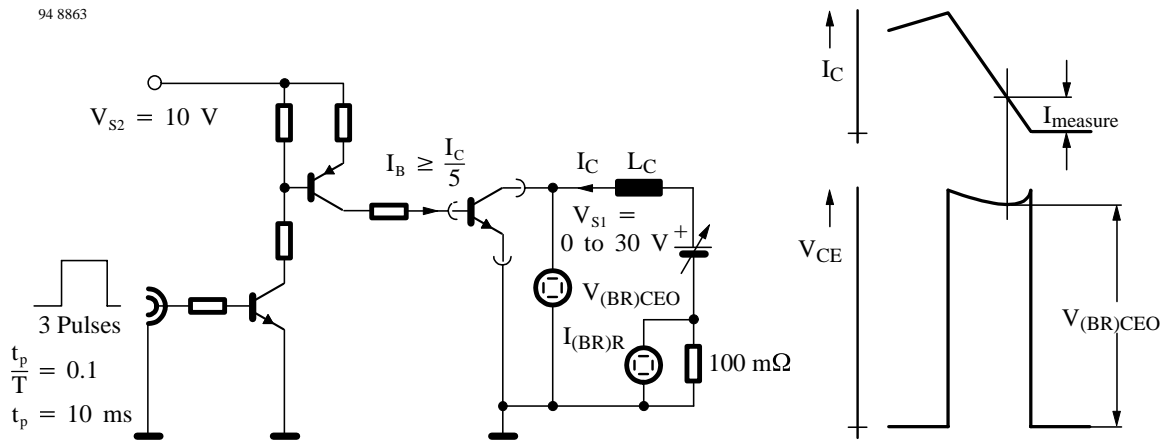 94 8863
V_S2 = 10 V
I_B ≥ I_C/5
I_C
L_C
V_S1 =
0 to 30 V
+
V_(BR)CEO
I_(BR)R
100 mΩ
3 Pulses
t_p/T = 0.1
t_p = 10 ms
I_C
I_measure
V_CE
V_(BR)CEO